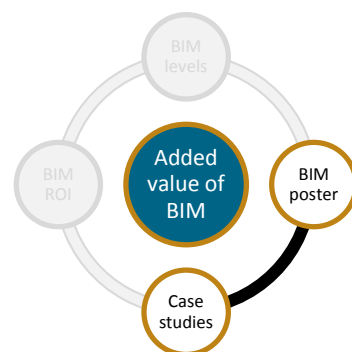 BIM
levels
BIM
ROI
Added
value of
BIM
BIM
poster
Case
studies